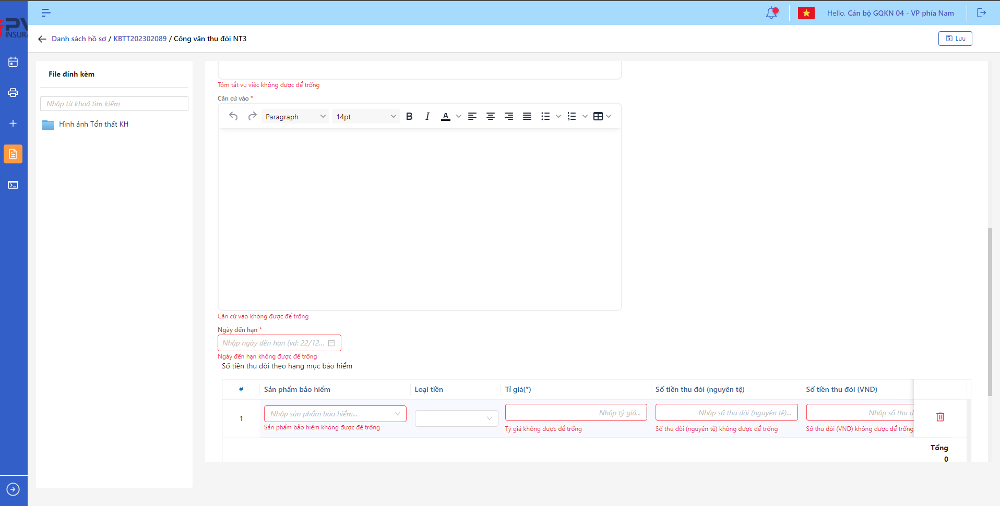 Hello, Cán bộ GQKN 04 - VP phía Nam
PV
INSURA
Danh sách hồ sơ / KBTT202302089 / Công văn thu đòi NT3
Lưu
File đính kèm
Nhập từ khoá tìm kiếm
Hình ảnh Tổn thất KH
Tóm tắt vụ việc không được để trống
Căn cứ vào *
Paragraph 14pt B I A
Căn cứ vào không được để trống
Ngày đến hạn *
Nhập ngày đến hạn (vd: 22/12...
Ngày đến hạn không được để trống
Số tiền thu đòi theo hạng mục bảo hiểm
# Sản phẩm bảo hiểm Loại tiền Tỉ giá(*) Số tiền thu đòi (nguyên tệ) Số tiền thu đòi (VND)
1 Nhập sản phẩm bảo hiểm... Nhập tỷ giá... Nhập số thu đòi (nguyên tệ)... Nhập số thu đ
Sản phẩm bảo hiểm không được để trống Tỷ giá không được để trống Số thu đòi (nguyên tệ) không được để trống Số thu đòi (VND) không được để trống
Tổng
0